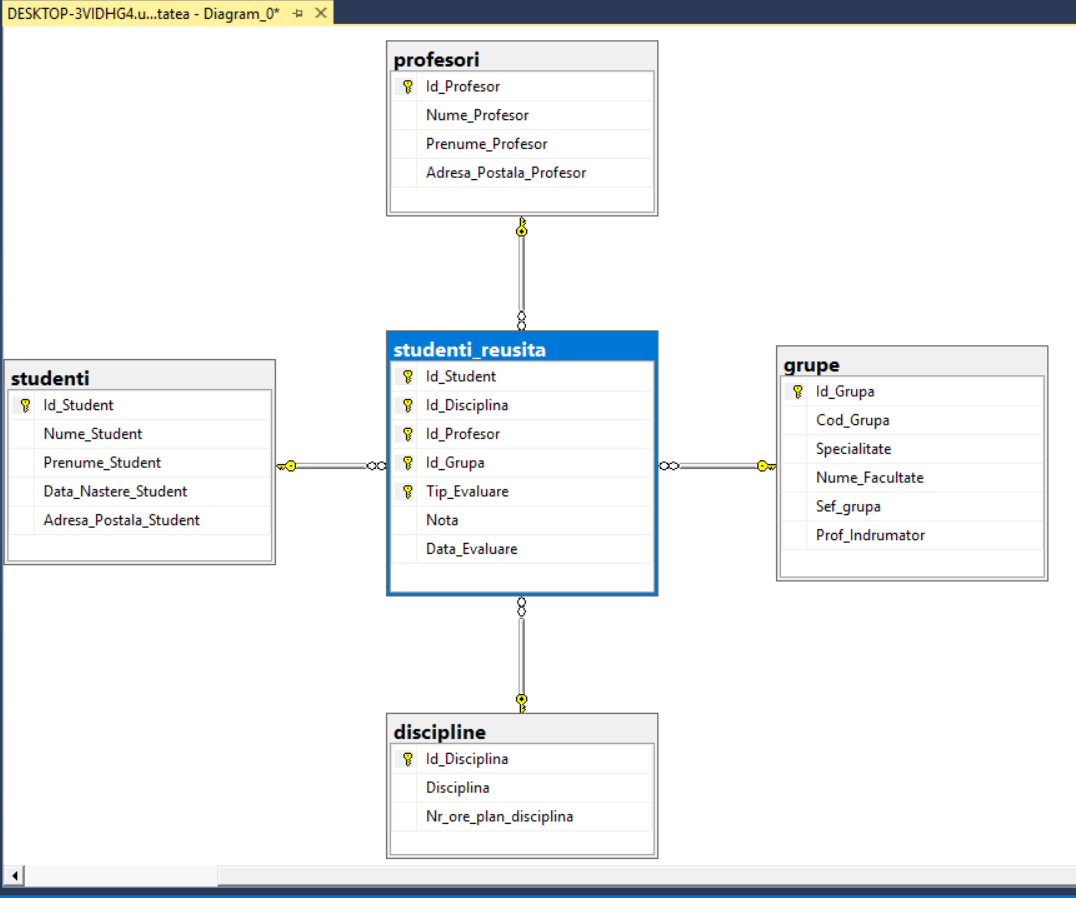 DESKTOP-3VIDHG4.u...tatea - Diagram_0*
profesori
Id_Profesor
Nume_Profesor
Prenume_Profesor
Adresa_Postala_Profesor
studenti
Id_Student
Nume_Student
Prenume_Student
Data_Nastere_Student
Adresa_Postala_Student
studenti_reusita
Id_Student
Id_Disciplina
Id_Profesor
Id_Grupa
Tip_Evaluare
Nota
Data_Evaluare
grupe
Id_Grupa
Cod_Grupa
Specialitate
Nume_Facultate
Sef_grupa
Prof_Indrumator
discipline
Id_Disciplina
Disciplina
Nr_ore_plan_disciplina